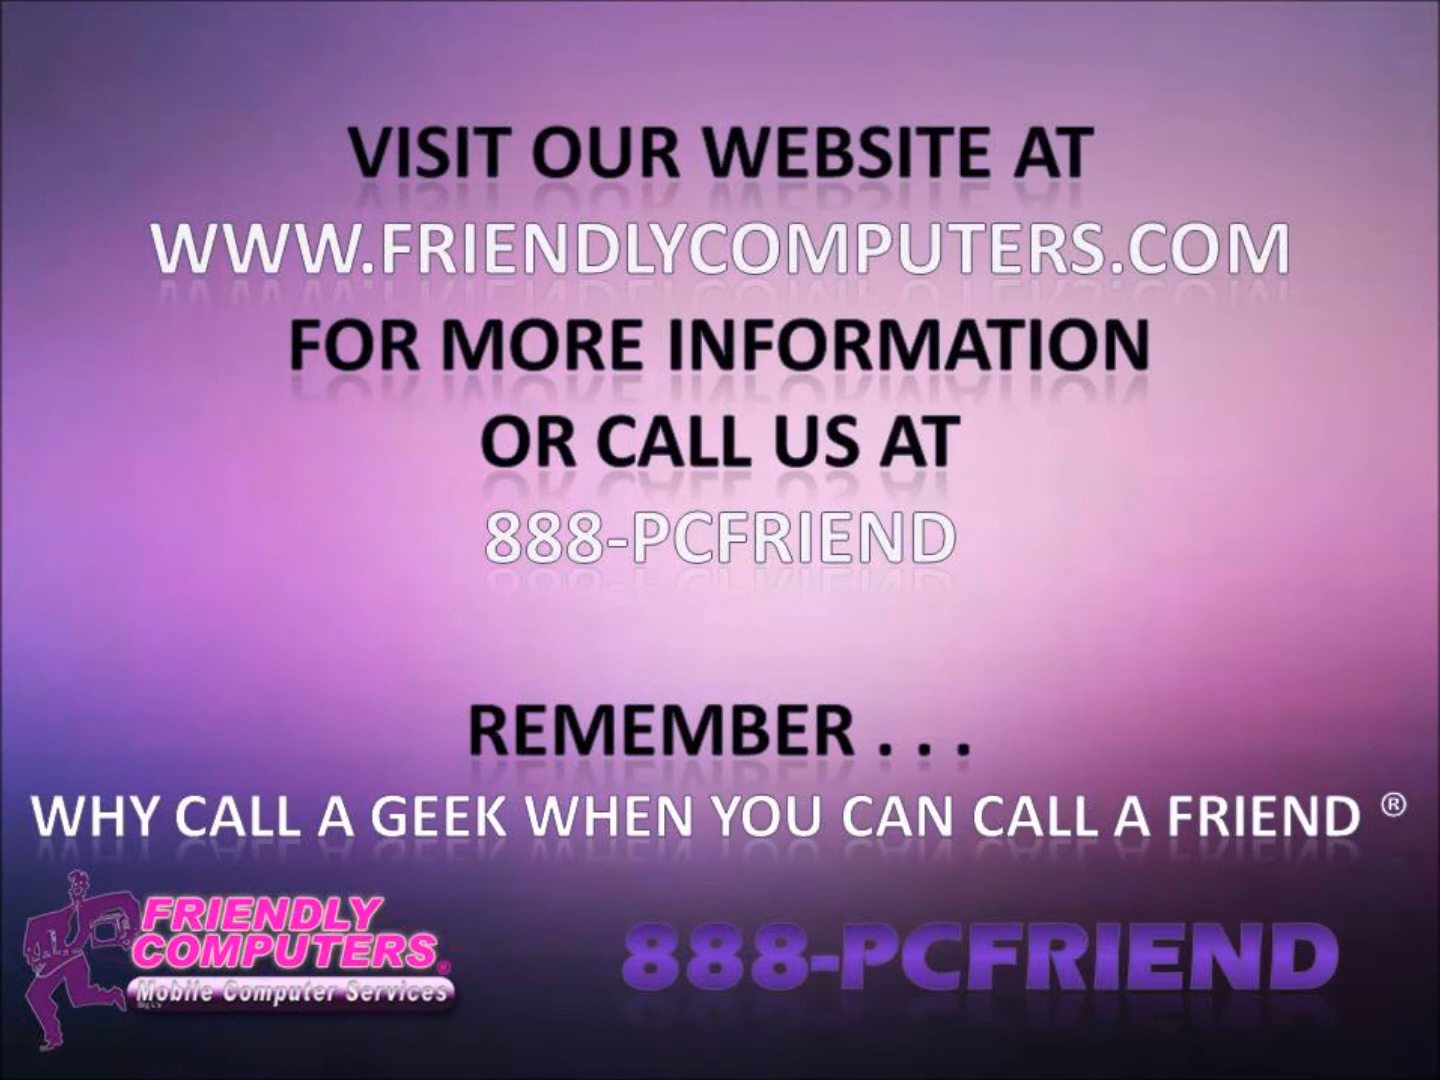 VISIT OUR WEBSITE AT
WWW.FRIENDLYCOMPUTERS.COM
FOR MORE INFORMATION
OR CALL US AT
888-PCFRIEND
REMEMBER . . .
WHY CALL A GEEK WHEN YOU CAN CALL A FRIEND ®
FRIENDLY
COMPUTERS®
Mobile Computer Services
888-PCFRIEND